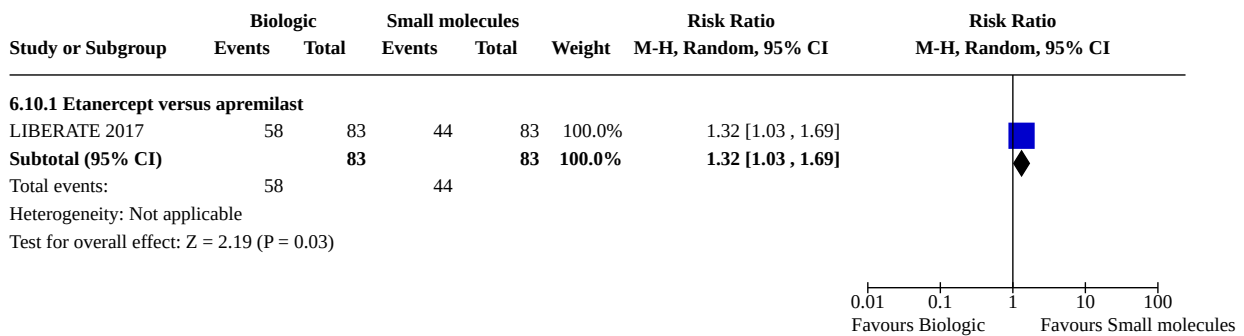 Biologic Small molecules Risk Ratio Risk Ratio
Study or Subgroup Events Total Events Total Weight M-H, Random, 95% CI M-H, Random, 95% CI
6.10.1 Etanercept versus apremilast
LIBERATE 2017 58 83 44 83 100.0% 1.32 [1.03 , 1.69]
Subtotal (95% CI) 83 83 100.0% 1.32 [1.03 , 1.69]
Total events: 58 44
Heterogeneity: Not applicable
Test for overall effect: Z = 2.19 (P = 0.03)
0.01 0.1 1 10 100
Favours Biologic Favours Small molecules